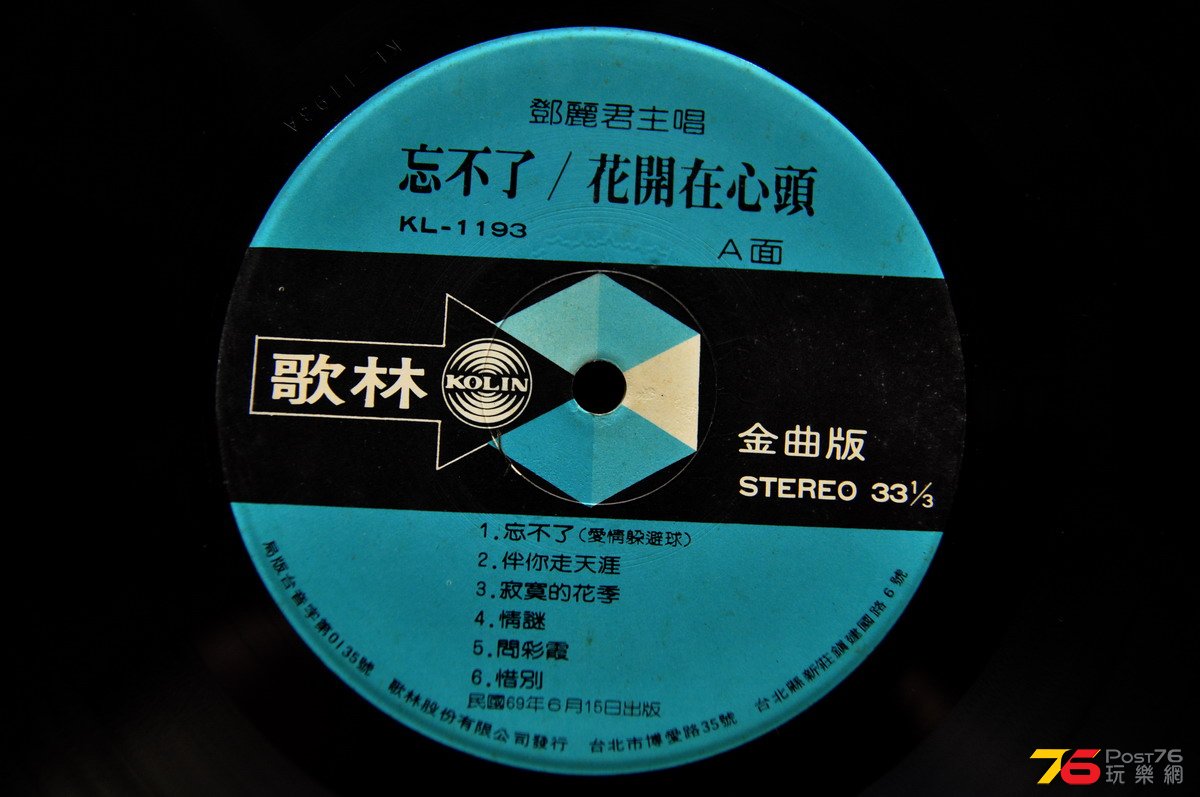 KL-1193A
鄧麗君主唱
忘不了 / 花開在心頭
KL-1193
A面
歌林
KOLIN
金曲版
STEREO 33⅓
1.忘不了(愛情躲避球)
2.伴你走天涯
3.寂寞的花季
4.情謎
5.問彩霞
6.惜別
民國69年6月15日出版
局版台音字第0135號 歌林股份有限公司發行 台北市博愛路35號 台北縣新莊鎮建國路6號
76 POST76
玩樂網